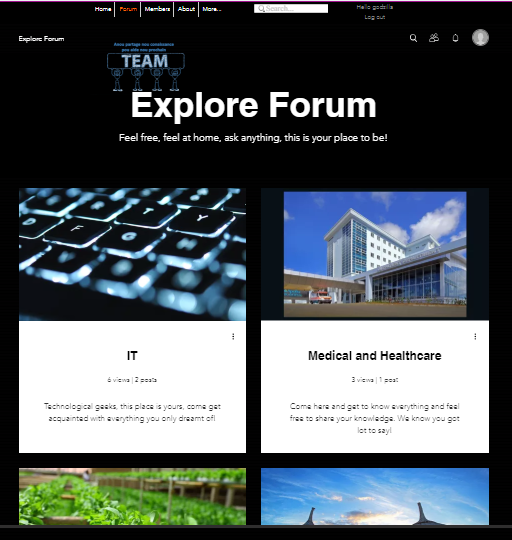 Home Forum Members About More...
Search...
Hello godzilla
Log out
Explore Forum
TEAM
Explore Forum
Feel free, feel at home, ask anything, this is your place to be!
IT
6 views | 2 posts
Technological geeks, this place is yours, come get
acquainted with everything you only dreamt of!
Medical and Healthcare
3 views | 1 post
Come here and get to know everything and feel
free to share your knowledge. We know you got
lot to say!